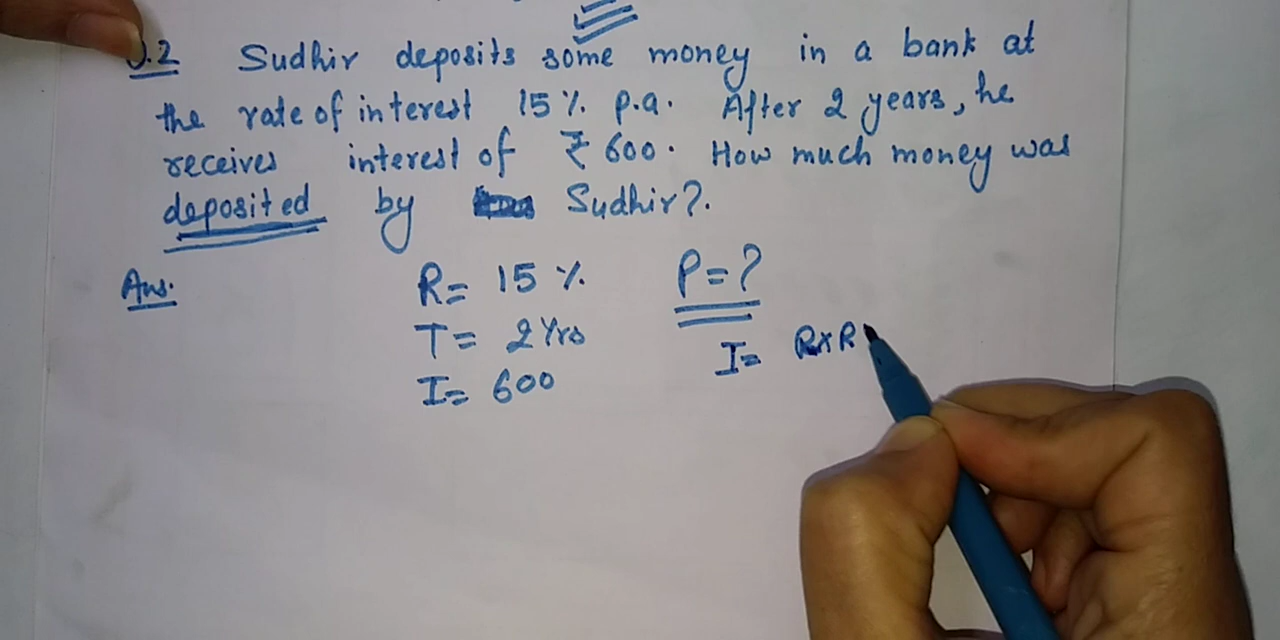 Q.2 Sudhir deposits some money in a bank at
the rate of interest 15 %. p.a. After 2 years, he
receives interest of ₹ 600. How much money was
deposited by Sudhir?.
Ans.
R= 15 % P=?
T= 2 Yrs I= PxR
I= 600